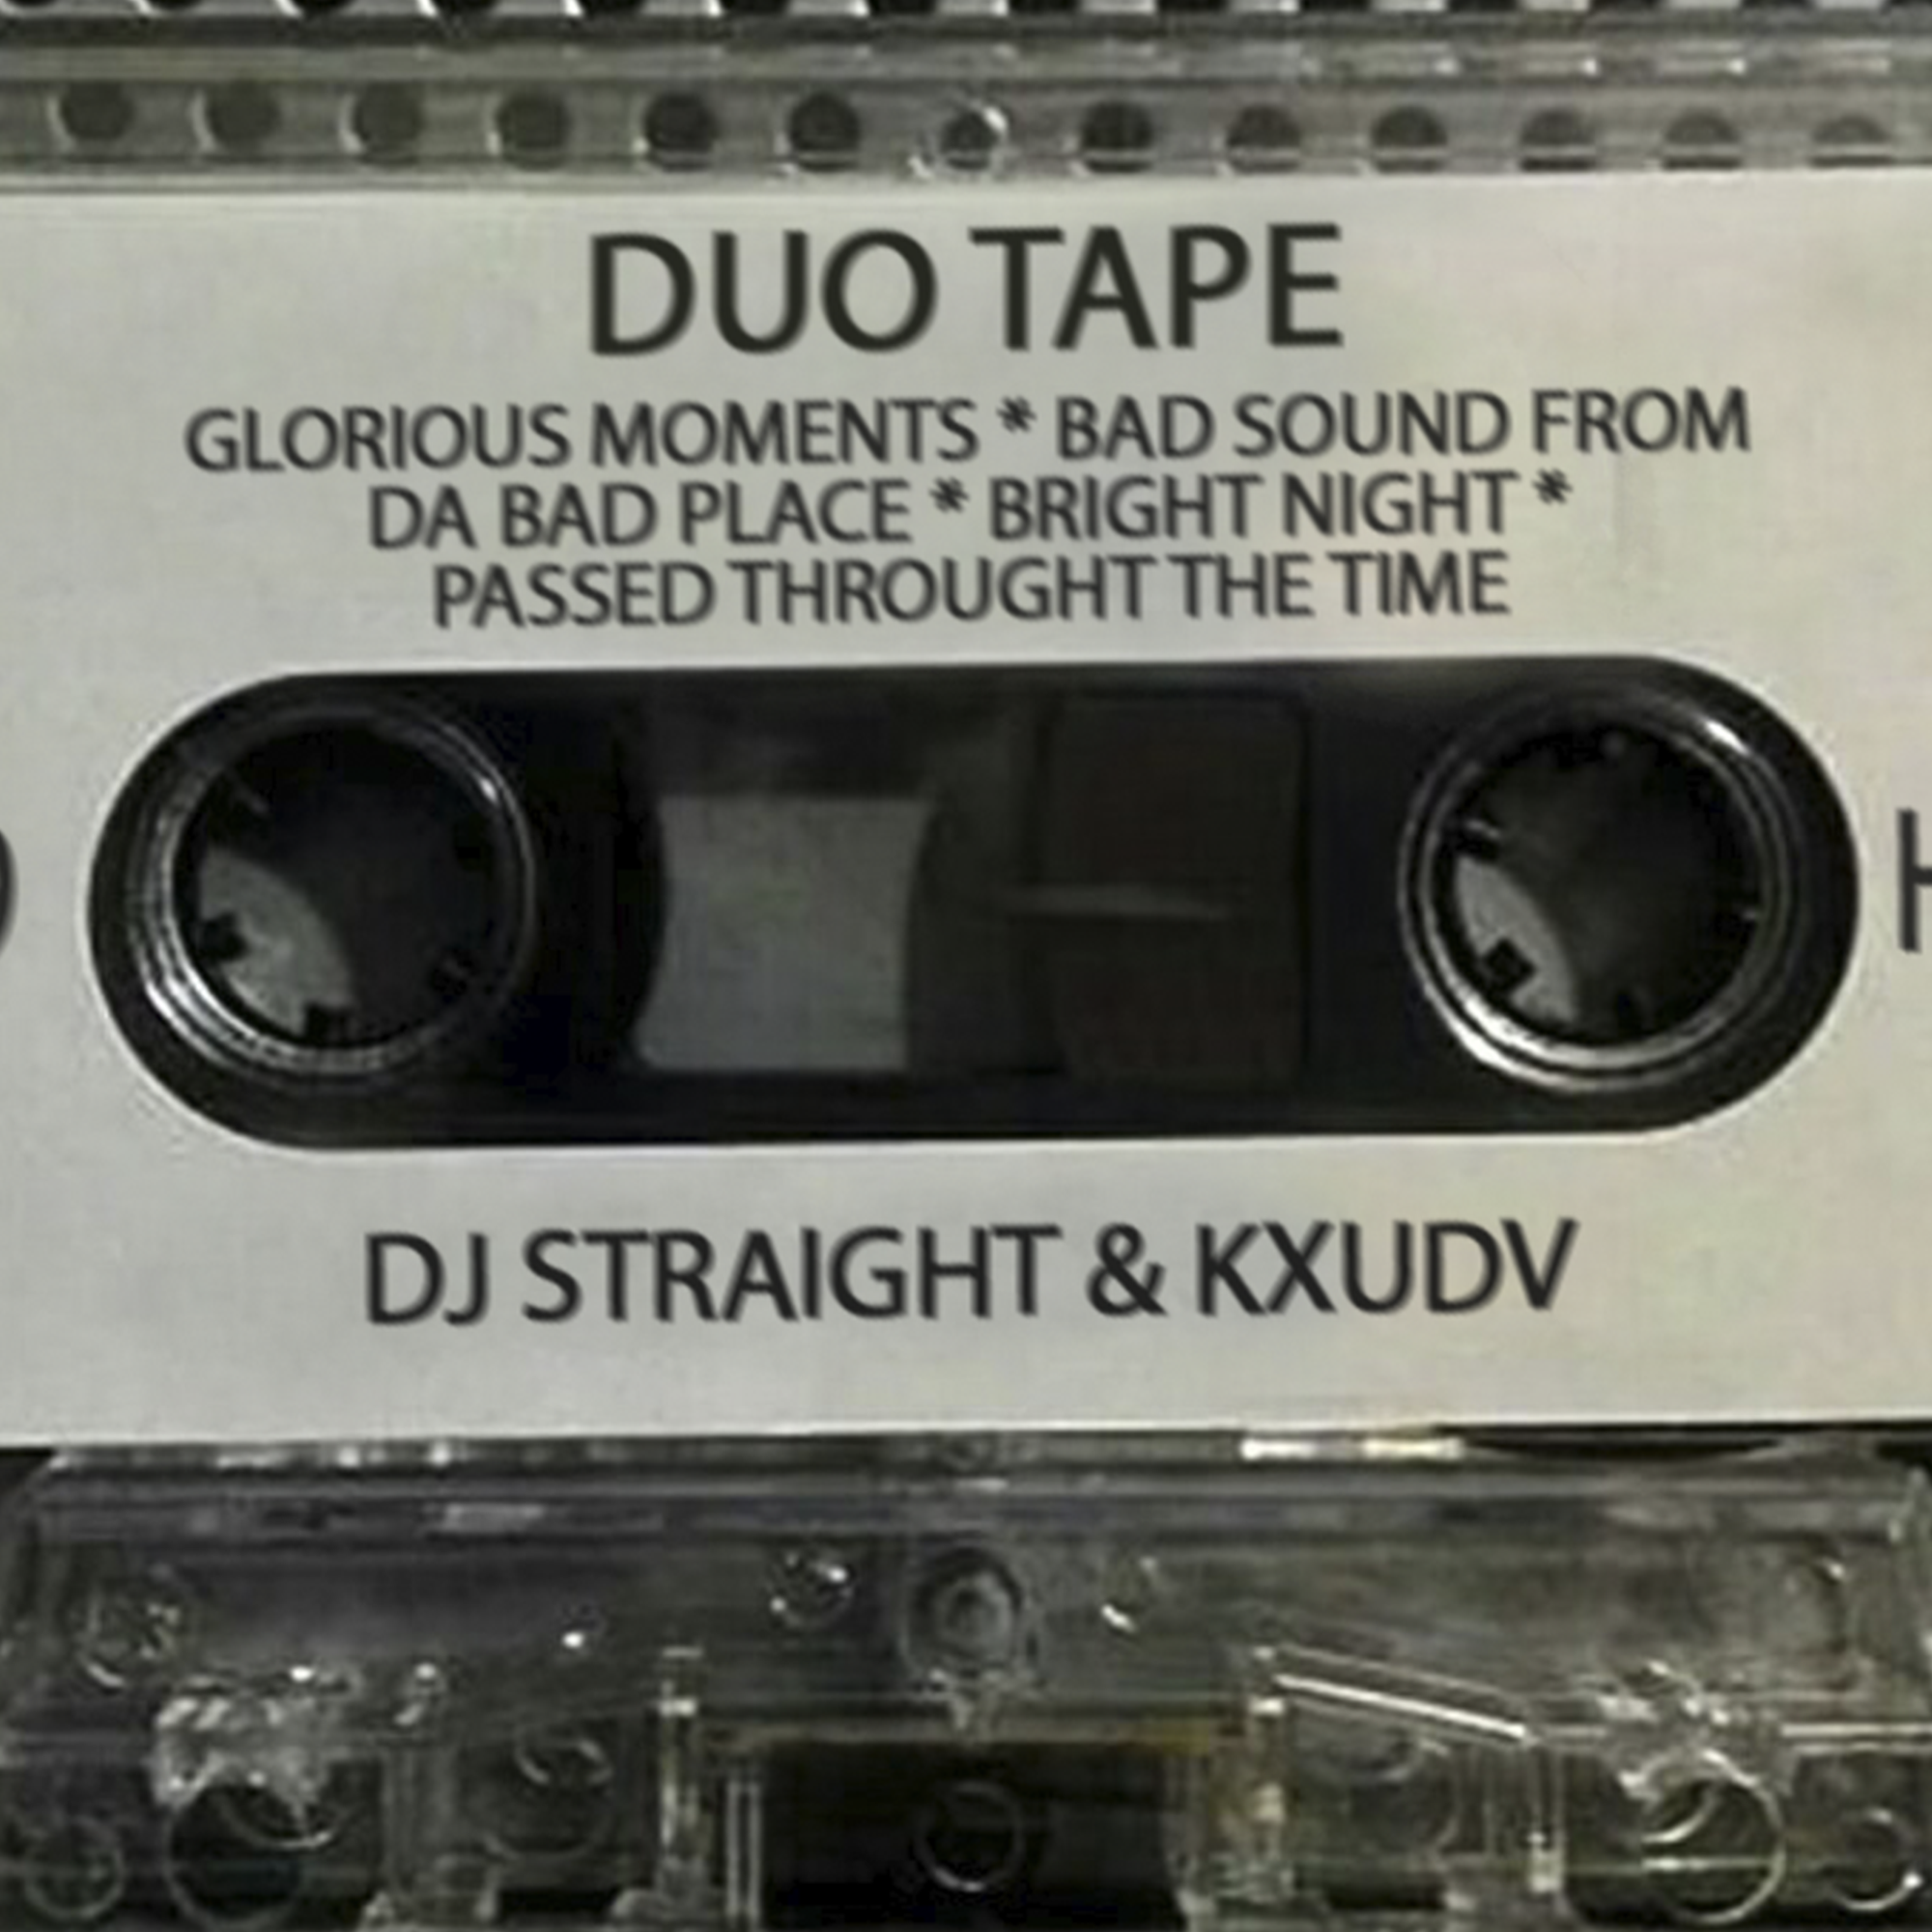 DUO TAPE
GLORIOUS MOMENTS * BAD SOUND FROM
DA BAD PLACE * BRIGHT NIGHT *
PASSED THROUGHT THE TIME
DJ STRAIGHT & KXUDV